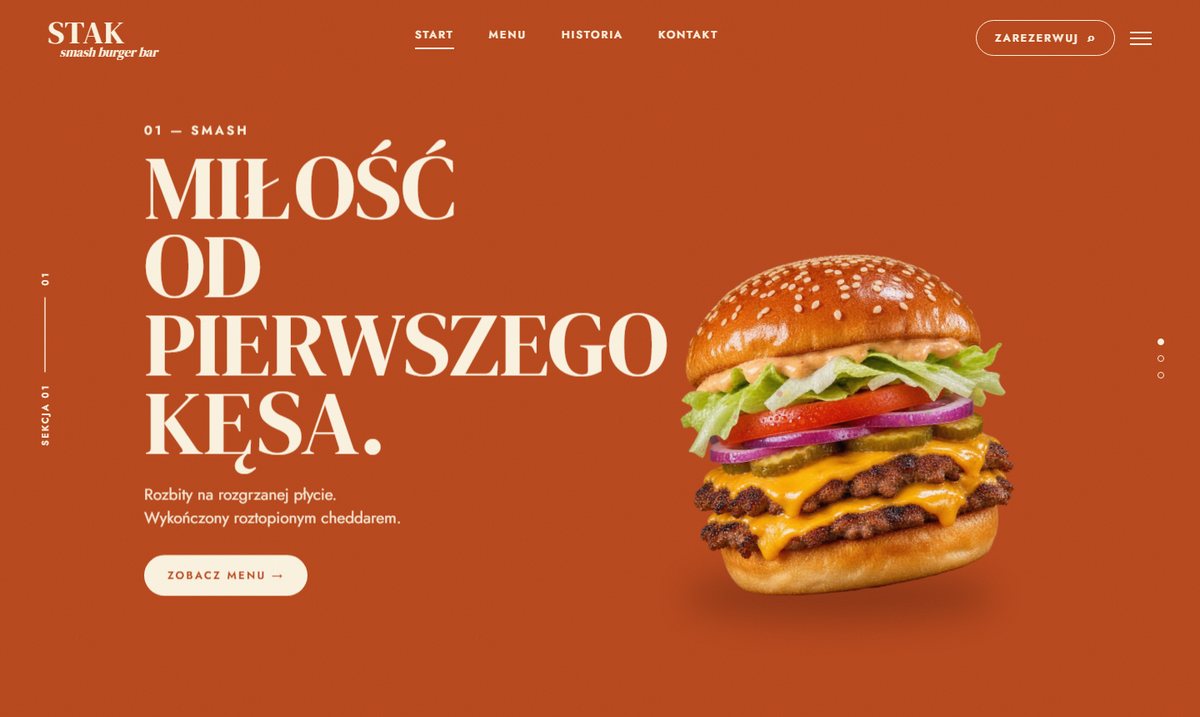 STAK
smash burger bar
START MENU HISTORIA KONTAKT
ZAREZERWUJ
01 — SMASH
MIŁOŚĆ
OD
PIERWSZEGO
KĘSA.
Rozbity na rozgrzanej płycie.
Wykończony roztopionym cheddarem.
ZOBACZ MENU →
01
SEKCJA 01